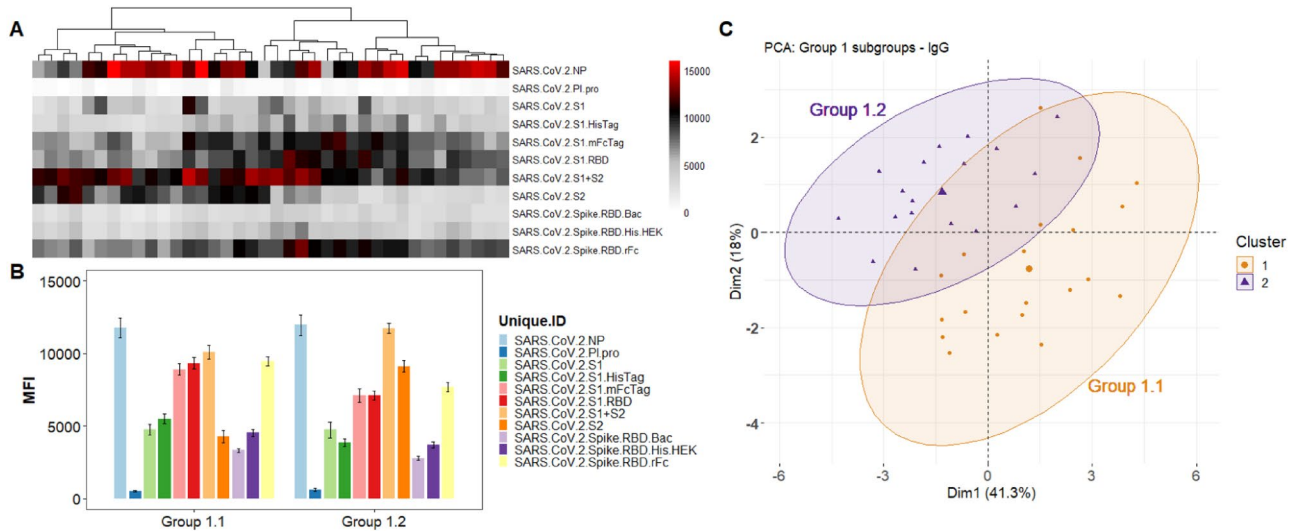 A
SARS.CoV.2.NP
SARS.CoV.2.Pl.pro
SARS.CoV.2.S1
SARS.CoV.2.S1.HisTag
SARS.CoV.2.S1.mFcTag
SARS.CoV.2.S1.RBD
SARS.CoV.2.S1+S2
SARS.CoV.2.S2
SARS.CoV.2.Spike.RBD.Bac
SARS.CoV.2.Spike.RBD.His.HEK
SARS.CoV.2.Spike.RBD.rFc
15000
10000
5000
0
B
15000
10000
5000
0
MFI
Group 1.1
Group 1.2
Unique.ID
SARS.CoV.2.NP
SARS.CoV.2.Pl.pro
SARS.CoV.2.S1
SARS.CoV.2.S1.HisTag
SARS.CoV.2.S1.mFcTag
SARS.CoV.2.S1.RBD
SARS.CoV.2.S1+S2
SARS.CoV.2.S2
SARS.CoV.2.Spike.RBD.Bac
SARS.CoV.2.Spike.RBD.His.HEK
SARS.CoV.2.Spike.RBD.rFc
C
PCA: Group 1 subgroups - IgG
Group 1.2
Group 1.1
2
0
-2
-4
Dim2 (18%)
-6
-3
0
3
6
Dim1 (41.3%)
Cluster
1
2